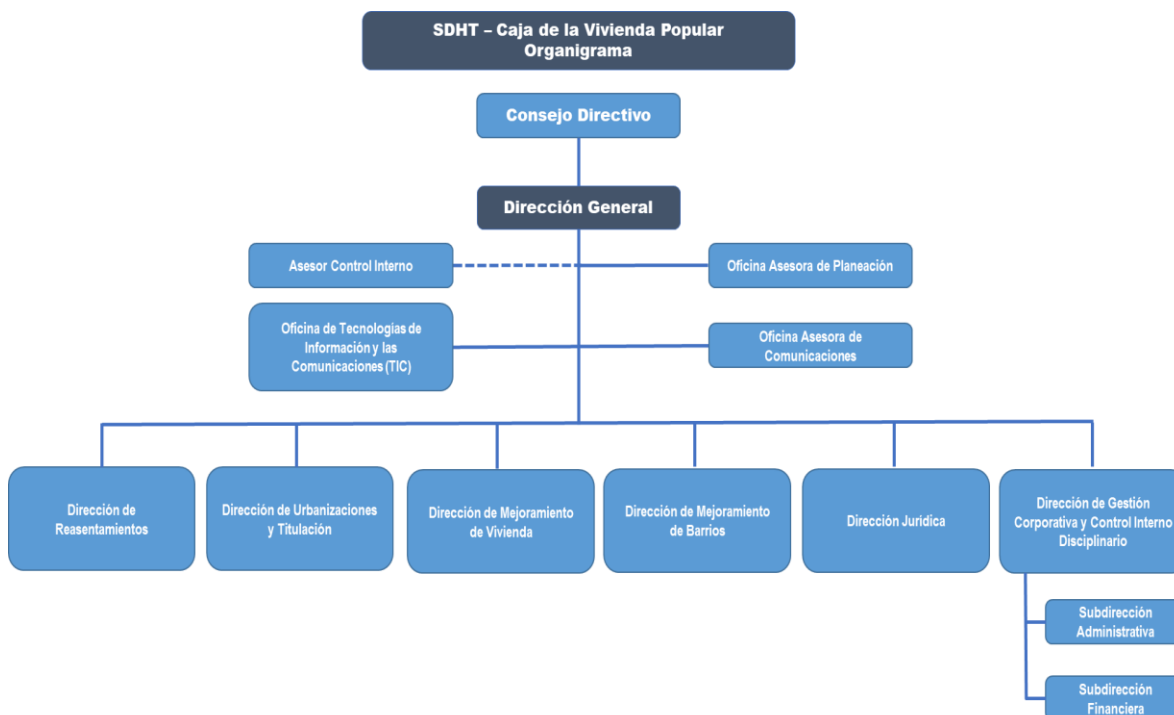 SDHT – Caja de la Vivienda Popular
Organigrama
Consejo Directivo
Dirección General
Asesor Control Interno
Oficina Asesora de Planeación
Oficina de Tecnologías de
Información y las
Comunicaciones (TIC)
Oficina Asesora de
Comunicaciones
Dirección de
Reasentamientos
Dirección de Urbanizaciones
y Titulación
Dirección de Mejoramiento
de Vivienda
Dirección de Mejoramiento
de Barrios
Dirección Jurídica
Dirección de Gestión
Corporativa y Control Interno
Disciplinario
Subdirección
Administrativa
Subdirección
Financiera